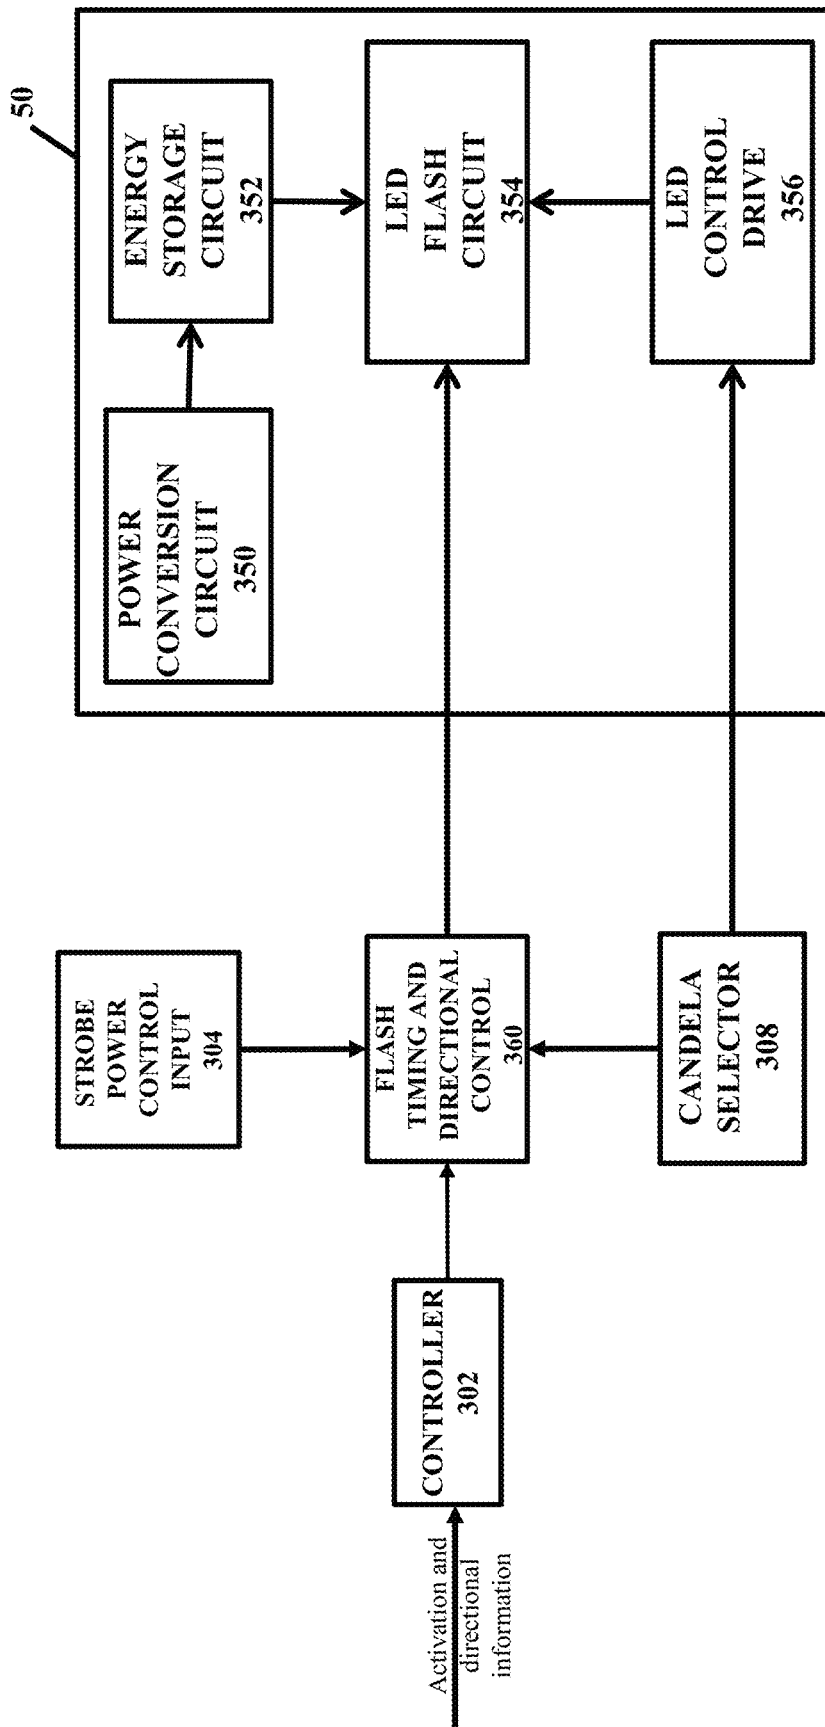 50
POWER
CONVERSION
CIRCUIT
350
ENERGY
STORAGE
CIRCUIT
352
STROBE
POWER
CONTROL
INPUT
304
Activation and
directional
information
CONTROLLER
302
FLASH
TIMING AND
DIRECTIONAL
CONTROL
360
LED
FLASH
CIRCUIT
354
CANDELA
SELECTOR
308
LED
CONTROL
DRIVE
356